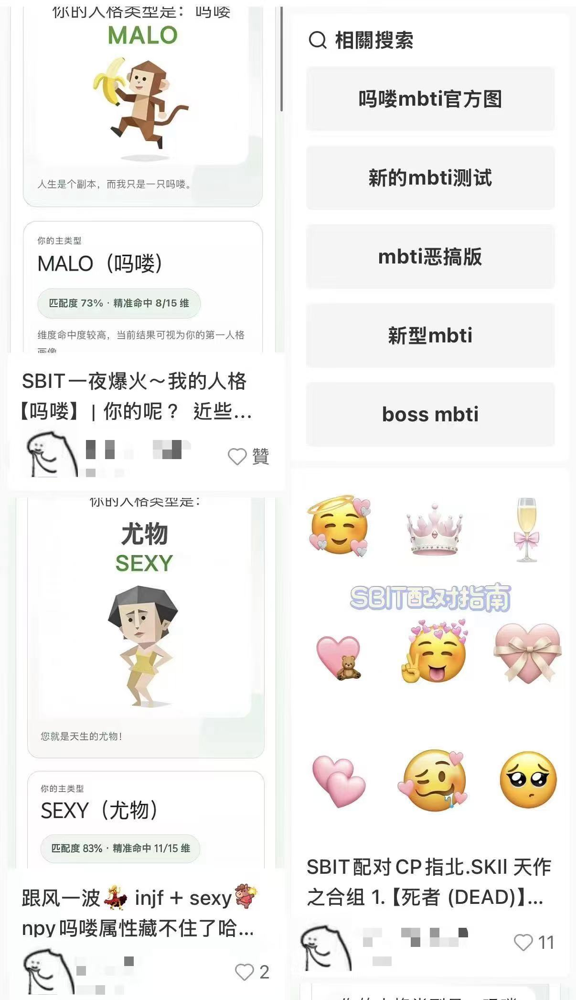 你的人格类型是：吗喽
MALO
人生是个副本，而我只是一只吗喽。
你的主类型
MALO（吗喽）
匹配度 73% · 精准命中 8/15 维
维度命中度较高，当前结果可视为你的第一人格
画像
SBIT一夜爆火～我的人格
【吗喽】| 你的呢？ 近些...
贊
你的人格类型是：
尤物
SEXY
您就是天生的尤物！
你的主类型
SEXY（尤物）
匹配度 83% · 精准命中 11/15 维
跟风一波 injf + sexy
npy吗喽属性藏不住了哈...
2
相關搜索
吗喽mbti官方图
新的mbti测试
mbti恶搞版
新型mbti
boss mbti
SBIT配对指南
SBIT配对CP指北.SKIl 天作
之合组 1.【死者 (DEAD)】...
11